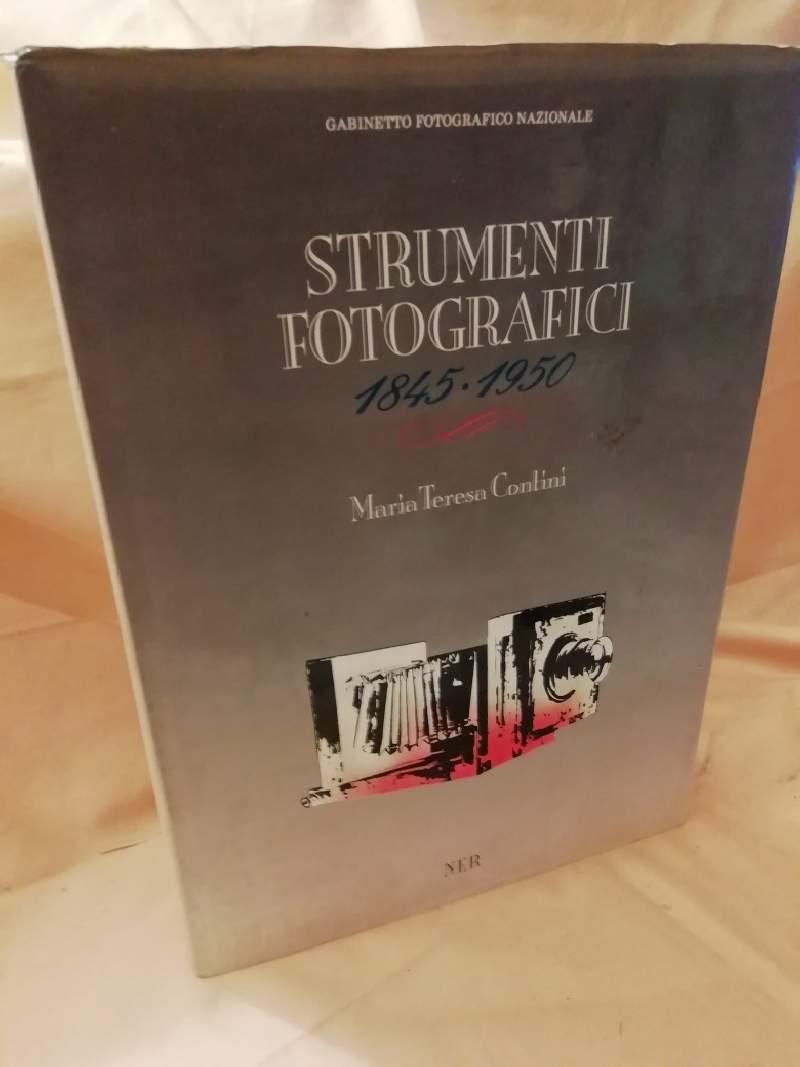 GABINETTO FOTOGRAFICO NAZIONALE
STRUMENTI
FOTOGRAFICI
1845 · 1950
Maria Teresa Contini
NER